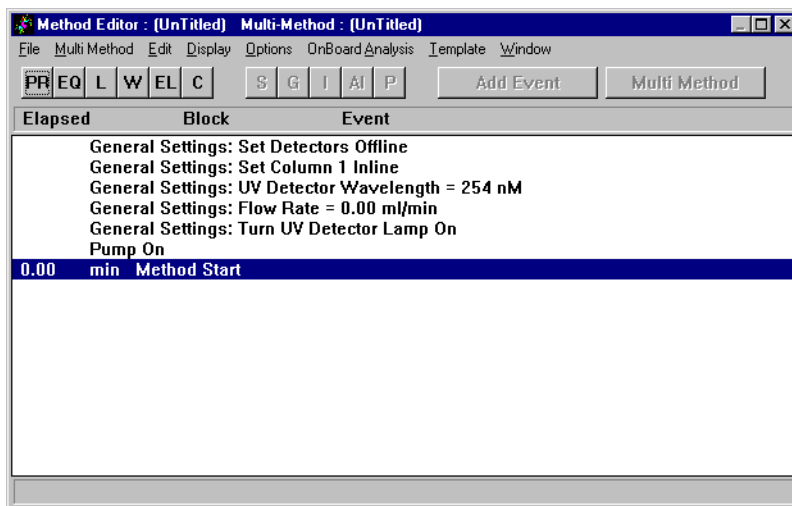 Method Editor : (UnTitled) Multi-Method : (UnTitled)
File Multi Method Edit Display Options OnBoard Analysis Template Window
PR EQ L W EL C S G I AI P Add Event Multi Method
Elapsed Block Event
General Settings: Set Detectors Offline
General Settings: Set Column 1 Inline
General Settings: UV Detector Wavelength = 254 nM
General Settings: Flow Rate = 0.00 ml/min
General Settings: Turn UV Detector Lamp On
Pump On
0.00 min Method Start